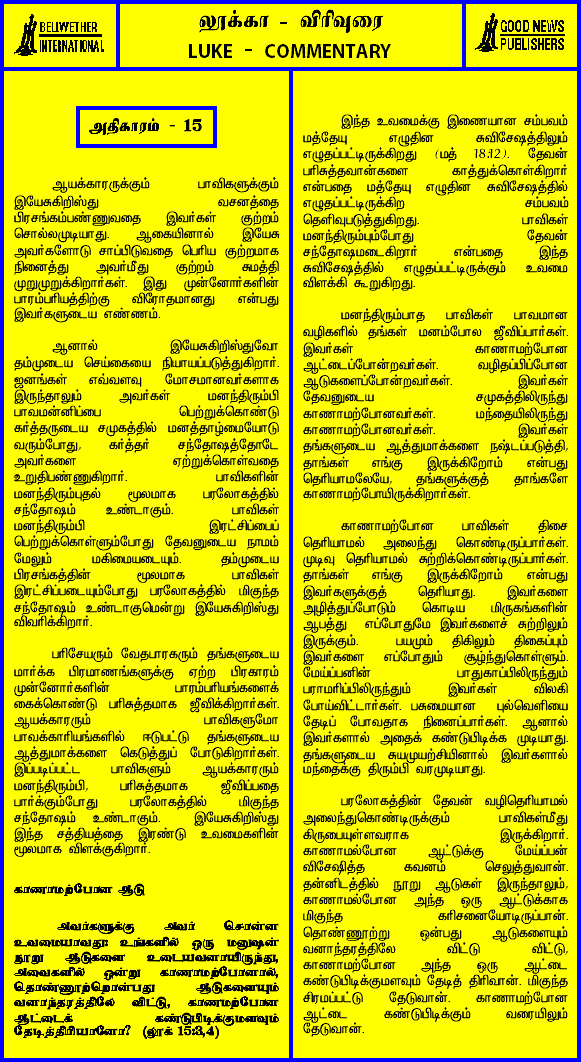 BELLWETHER
INTERNATIONAL
லூக்கா - விரிவுரை
LUKE - COMMENTARY
GOOD NEWS
PUBLISHERS
அதிகாரம் - 15
ஆயக்காரருக்கும் பாவிகளுக்கும்
இயேசுகிறிஸ்து வசனத்தை
பிரசங்கம்பண்ணுவதை இவர்கள் குற்றம்
சொல்லமுடியாது. ஆகையினால் இயேசு
அவர்களோடு சாப்பிடுவதை பெரிய குற்றமாக
நினைத்து அவர்மீது குற்றம் சுமத்தி
முறுமுறுக்கிறார்கள். இது முன்னோர்களின்
பாரம்பரியத்திற்கு விரோதமானது என்பது
இவர்களுடைய எண்ணம்.
ஆனால் இயேசுகிறிஸ்துவோ
தம்முடைய செய்கையை நியாயப்படுத்துகிறார்.
ஜனங்கள் எவ்வளவு மோசமானவர்களாக
இருந்தாலும் அவர்கள் மனந்திரும்பி
பாவமன்னிப்பை பெற்றுக்கொண்டு
கர்த்தருடைய சமுகத்தில் மனத்தாழ்மையோடு
வரும்போது, கர்த்தர் சந்தோஷத்தோடே
அவர்களை ஏற்றுக்கொள்வதை
உறுதிபண்ணுகிறார். பாவிகளின்
மனந்திரும்புதல் மூலமாக பரலோகத்தில்
சந்தோஷம் உண்டாகும். பாவிகள்
மனந்திரும்பி இரட்சிப்பைப்
பெற்றுக்கொள்ளும்போது தேவனுடைய நாமம்
மேலும் மகிமையடையும். தம்முடைய
பிரசங்கத்தின் மூலமாக பாவிகள்
இரட்சிப்படையும்போது பரலோகத்தில் மிகுந்த
சந்தோஷம் உண்டாகுமென்று இயேசுகிறிஸ்து
விவரிக்கிறார்.
பரிசேயரும் வேதபாரகரும் தங்களுடைய
மார்க்க பிரமாணங்களுக்கு ஏற்ற பிரகாரம்
முன்னோர்களின் பாரம்பரியங்களைக்
கைக்கொண்டு பரிசுத்தமாக ஜீவிக்கிறார்கள்.
ஆயக்காரரும் பாவிகளுமோ
பாவக்காரியங்களில் ஈடுபட்டு தங்களுடைய
ஆத்துமாக்களை கெடுத்துப் போடுகிறார்கள்.
இப்படிப்பட்ட பாவிகளும் ஆயக்காரரும்
மனந்திரும்பி, பரிசுத்தமாக ஜீவிப்பதை
பார்க்கும்போது பரலோகத்தில் மிகுந்த
சந்தோஷம் உண்டாகும். இயேசுகிறிஸ்து
இந்த சத்தியத்தை இரண்டு உவமைகளின்
மூலமாக விளக்குகிறார்.
காணாமற்போன ஆடு
அவர்களுக்கு அவர் சொன்ன
உவமையாவது: உங்களில் ஒரு மனுஷன்
நூறு ஆடுகளை உடையவனாயிருந்து,
அவைகளில் ஒன்று காணாமற்போனால்,
தொண்ணூற்றொன்பது ஆடுகளையும்
வனாந்தரத்திலே விட்டு, காணாமற்போன
ஆட்டைக் கண்டுபிடிக்குமளவும்
தேடித்திரியானோ? (லூக் 15:3,4)
இந்த உவமைக்கு இணையான சம்பவம்
மத்தேயு எழுதின சுவிசேஷத்திலும்
எழுதப்பட்டிருக்கிறது (மத் 18:12). தேவன்
பரிசுத்தவான்களை காத்துக்கொள்கிறார்
என்பதை மத்தேயு எழுதின சுவிசேஷத்தில்
எழுதப்பட்டிருக்கிற சம்பவம்
தெளிவுபடுத்துகிறது. பாவிகள்
மனந்திரும்பும்போது தேவன்
சந்தோஷமடைகிறார் என்பதை இந்த
சுவிசேஷத்தில் எழுதப்பட்டிருக்கும் உவமை
விளக்கி கூறுகிறது.
மனந்திரும்பாத பாவிகள் பாவமான
வழிகளில் தங்கள் மனம்போல ஜீவிப்பார்கள்.
இவர்கள் காணாமற்போன
ஆட்டைப்போன்றவர்கள். வழிதப்பிப்போன
ஆடுகளைப்போன்றவர்கள். இவர்கள்
தேவனுடைய சமுகத்திலிருந்து
காணாமற்போனவர்கள். மந்தையிலிருந்து
காணாமற்போனவர்கள். இவர்கள்
தங்களுடைய ஆத்துமாக்களை நஷ்டப்படுத்தி,
தாங்கள் எங்கு இருக்கிறோம் என்பது
தெரியாமலேயே, தங்களுக்குத் தாங்களே
காணாமற்போயிருக்கிறார்கள்.
காணாமற்போன பாவிகள் திசை
தெரியாமல் அலைந்து கொண்டிருப்பார்கள்.
முடிவு தெரியாமல் சுற்றிக்கொண்டிருப்பார்கள்.
தாங்கள் எங்கு இருக்கிறோம் என்பது
இவர்களுக்குத் தெரியாது. இவர்களை
அழித்துப்போடும் கொடிய மிருகங்களின்
ஆபத்து எப்போதுமே இவர்களைச் சுற்றிலும்
இருக்கும். பயமும் திகிலும் திகைப்பும்
இவர்களை எப்போதும் சூழ்ந்துகொள்ளும்.
மேய்ப்பனின் பாதுகாப்பிலிருந்தும்
பராமரிப்பிலிருந்தும் இவர்கள் விலகி
போய்விட்டார்கள். பசுமையான புல்வெளியை
தேடிப் போவதாக நினைப்பார்கள். ஆனால்
இவர்களால் அதைக் கண்டுபிடிக்க முடியாது.
தங்களுடைய சுயமுயற்சியினால் இவர்களால்
மந்தைக்கு திரும்பி வரமுடியாது.
பரலோகத்தின் தேவன் வழிதெரியாமல்
அலைந்துகொண்டிருக்கும் பாவிகள்மீது
கிருபையுள்ளவராக இருக்கிறார்.
காணாமல்போன ஆட்டுக்கு மேய்ப்பன்
விசேஷித்த கவனம் செலுத்துவான்.
தன்னிடத்தில் நூறு ஆடுகள் இருந்தாலும்,
காணாமல்போன அந்த ஒரு ஆட்டுக்காக
மிகுந்த கரிசனையோடிருப்பான்.
தொண்ணூற்று ஒன்பது ஆடுகளையும்
வனாந்தரத்திலே விட்டு விட்டு,
காணாமற்போன அந்த ஒரு ஆட்டை
கண்டுபிடிக்குமளவும் தேடித் திரிவான். மிகுந்த
சிரமப்பட்டு தேடுவான். காணாமற்போன
ஆட்டை கண்டுபிடிக்கும் வரையிலும்
தேடுவான்.